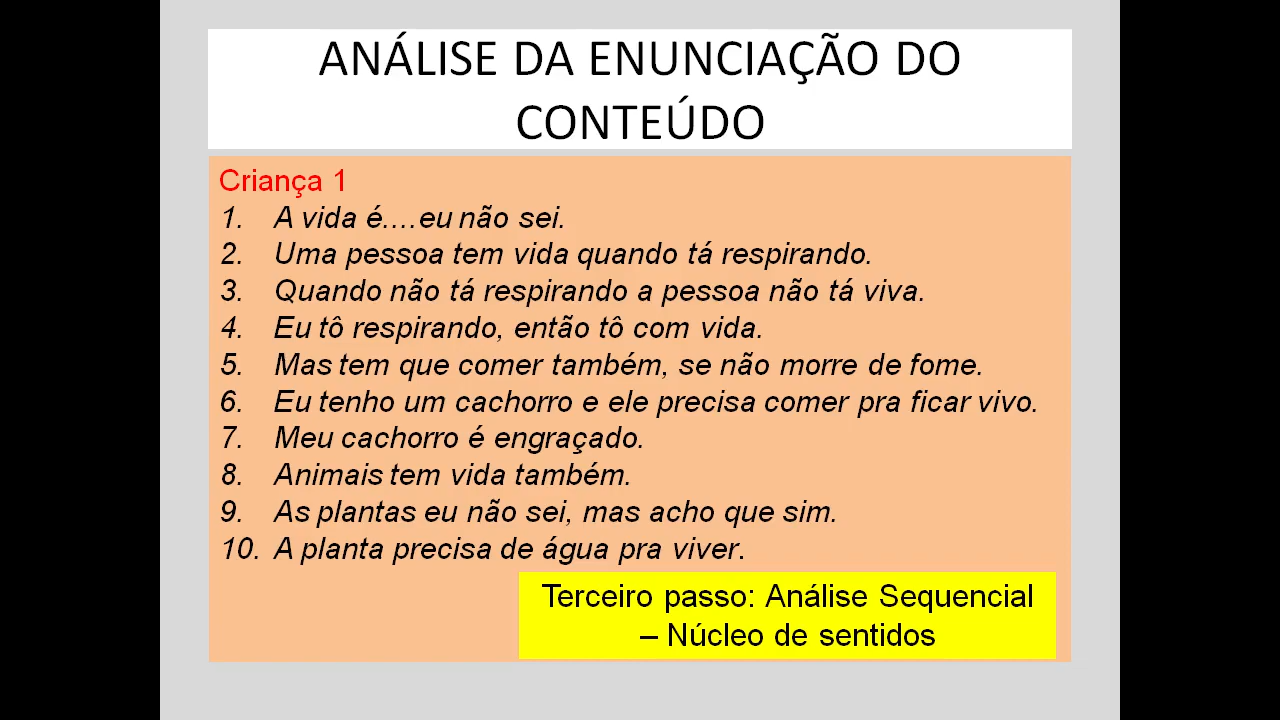 ANÁLISE DA ENUNCIAÇÃO DO
CONTEÚDO
Criança 1
1. A vida é....eu não sei.
2. Uma pessoa tem vida quando tá respirando.
3. Quando não tá respirando a pessoa não tá viva.
4. Eu tô respirando, então tô com vida.
5. Mas tem que comer também, se não morre de fome.
6. Eu tenho um cachorro e ele precisa comer pra ficar vivo.
7. Meu cachorro é engraçado.
8. Animais tem vida também.
9. As plantas eu não sei, mas acho que sim.
10. A planta precisa de água pra viver.
Terceiro passo: Análise Sequencial
– Núcleo de sentidos